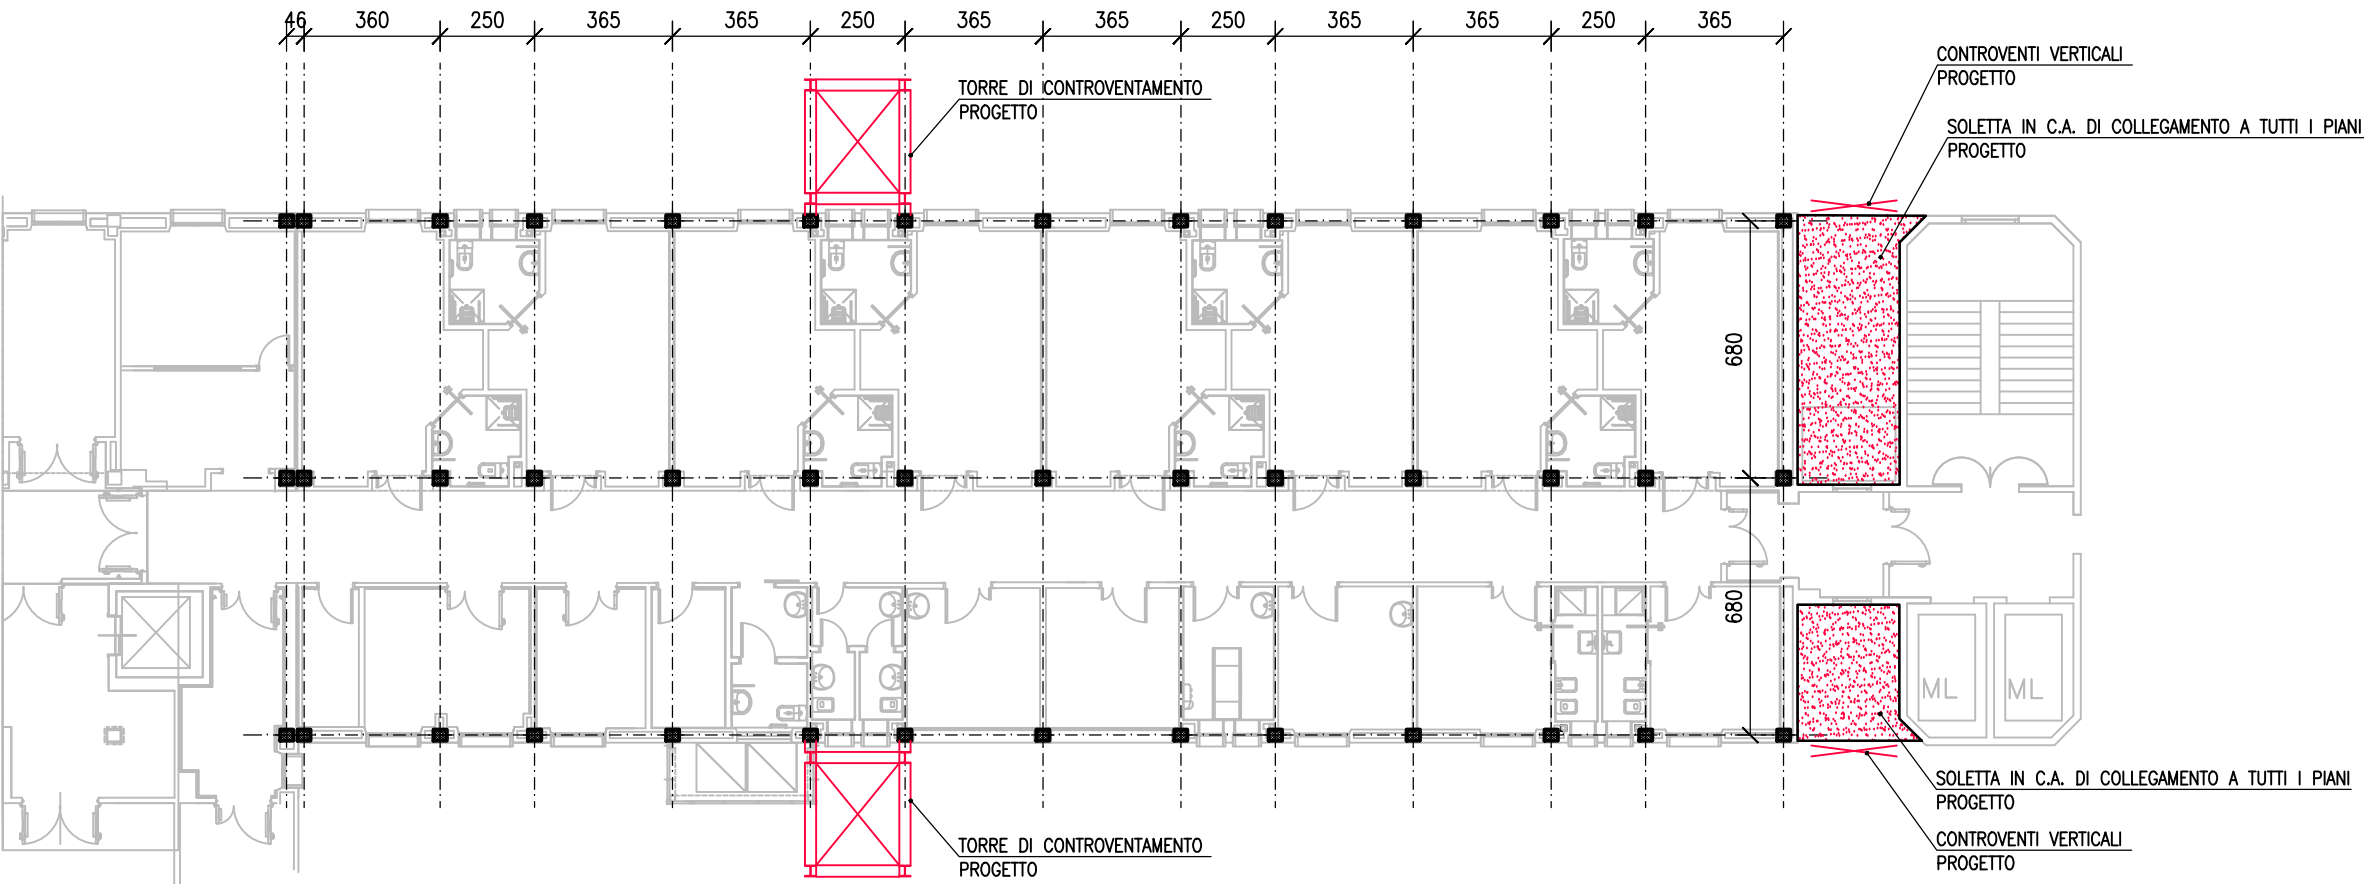 46 360 250 365 365 250 365 365 250 365 365 250 365
CONTROVENTI VERTICALI
PROGETTO
TORRE DI CONTROVENTAMENTO
PROGETTO
SOLETTA IN C.A. DI COLLEGAMENTO A TUTTI I PIANI
PROGETTO
680
680
ML ML
SOLETTA IN C.A. DI COLLEGAMENTO A TUTTI I PIANI
PROGETTO
TORRE DI CONTROVENTAMENTO
PROGETTO
CONTROVENTI VERTICALI
PROGETTO